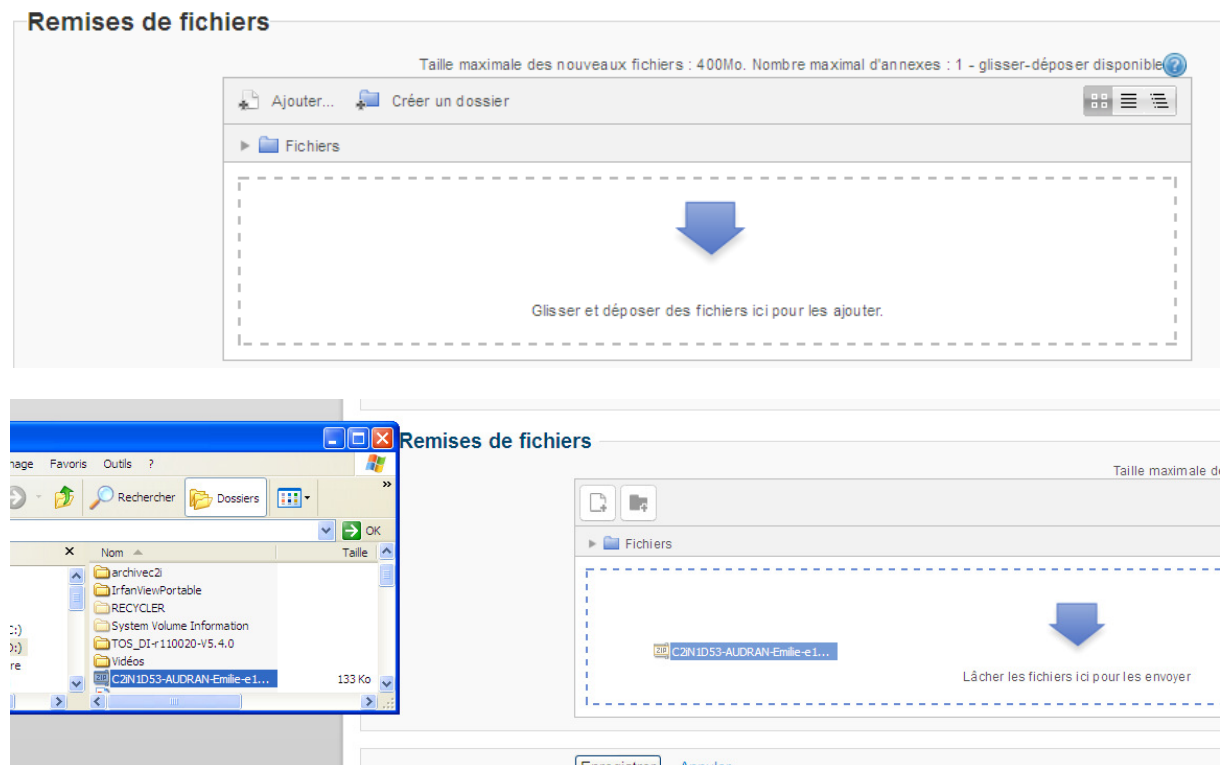 Remises de fichiers
Taille maximale des nouveaux fichiers : 400Mo. Nombre maximal d'annexes : 1 - glisser-déposer disponible
Ajouter... Créer un dossier
Fichiers
Glisser et déposer des fichiers ici pour les ajouter.
Remises de fichiers
nage Favoris Outils ?
Taille maximale d
Rechercher Dossiers
OK
Fichiers
Nom Taille
archivec2i
IrfanViewPortable
RECYCLER
System Volume Information
C:)
TOS_DI-r110020-V5.4.0
D:)
Vidéos
re
C2iN1D53-AUDRAN-Emilie-e1... 133 Ko
C2iN1D53-AUDRAN-Emilie-e1...
Lâcher les fichiers ici pour les envoyer